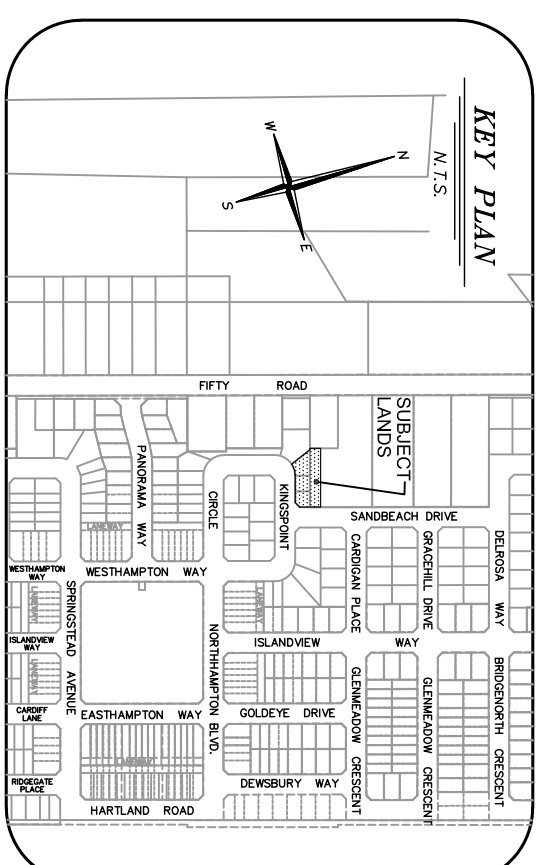 KEY PLAN
N.T.S.
N
W
E
S
FIFTY ROAD
SUBJECT
LANDS
PANORAMA WAY
CIRCLE
KINGSPOINT
SANDBEACH DRIVE
LANEWAY
WESTHAMPTON
WAY
WESTHAMPTON WAY
CARDIGAN PLACE
GRACEHILL DRIVE
DELROSA WAY
LANEWAY
LANEWAY
SPRINGSTEAD AVENUE
ISLANDVIEW
WAY
ISLANDVIEW WAY
NORTHHAMPTON BLVD.
LANEWAY
CARDIFF
LANE
EASTHAMPTON WAY
GOLDEYE DRIVE
GLENMEADOW CRESCENT
GLENMEADOW CRESCENT
BRIDGENORTH CRESCENT
LANEWAY
RIDGEGATE
PLACE
DEWSBURY WAY
HARTLAND ROAD